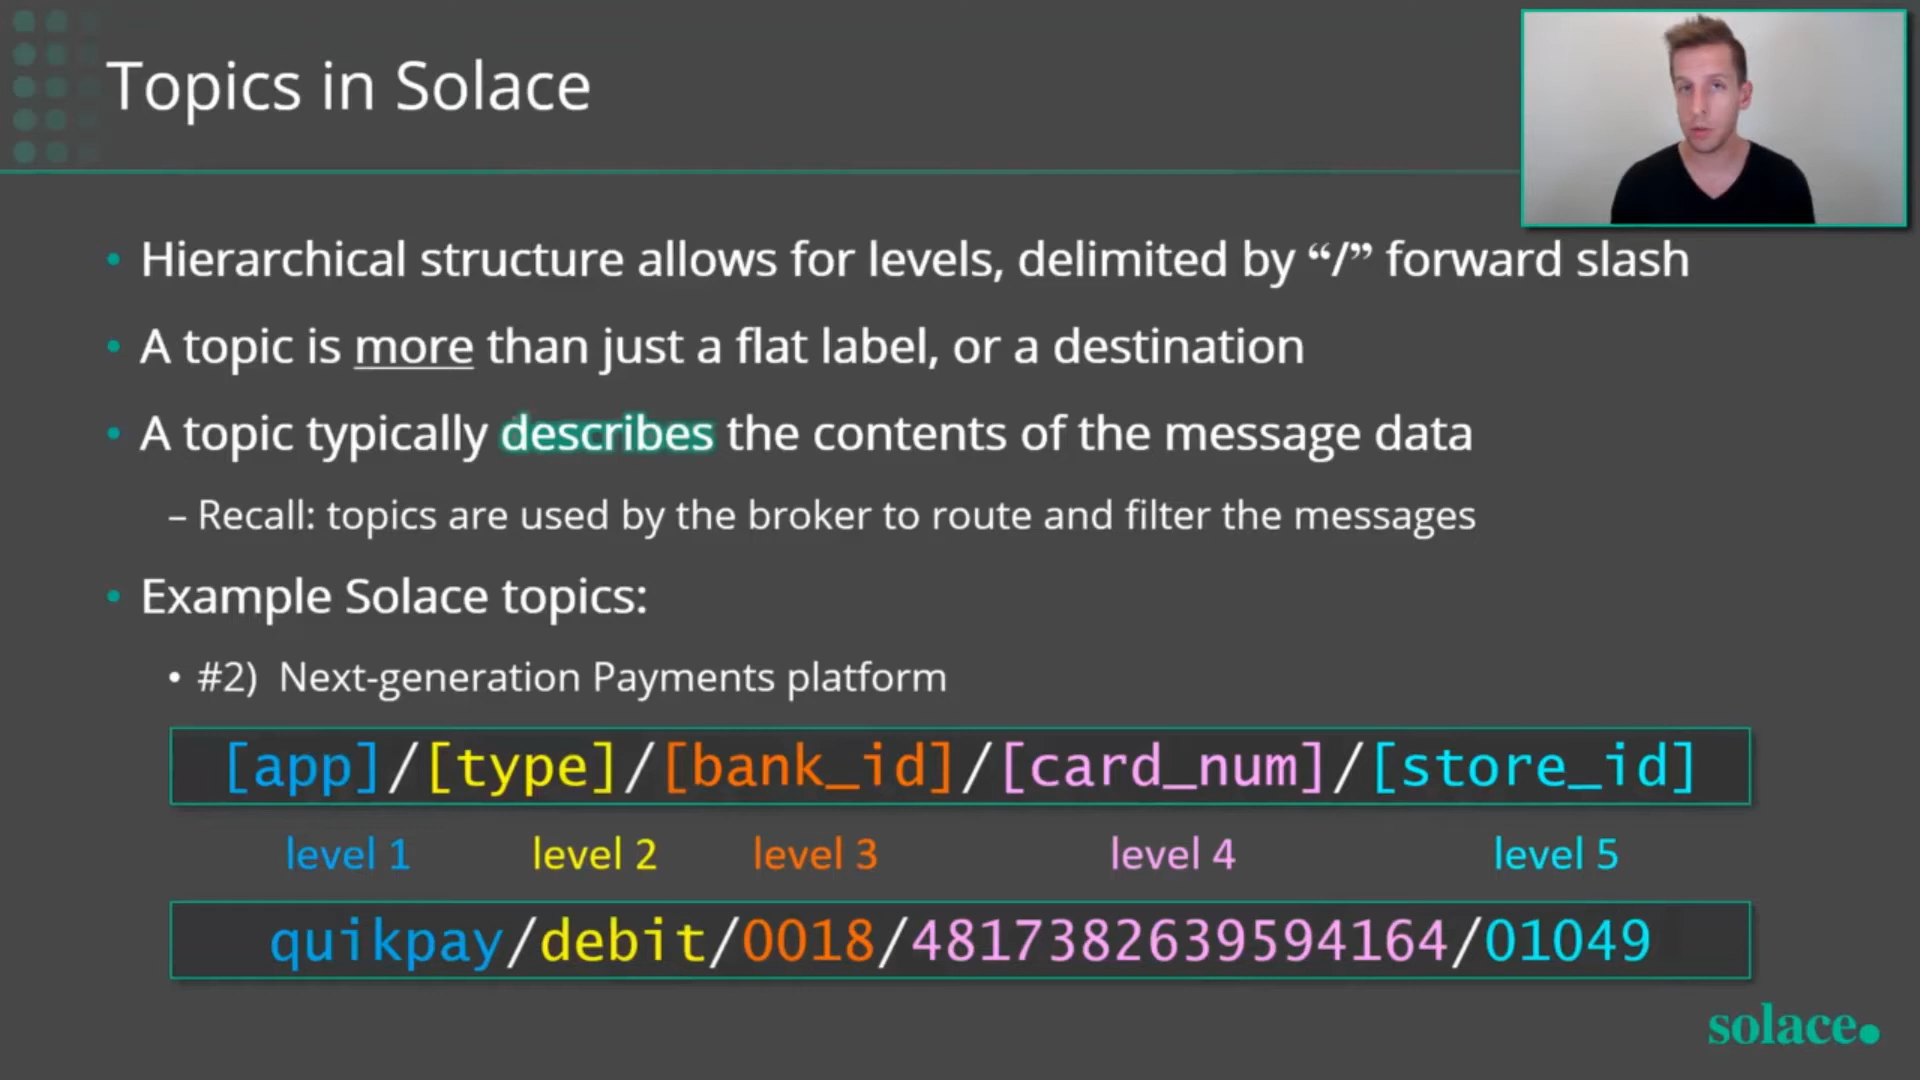 Topics in Solace
• Hierarchical structure allows for levels, delimited by “/” forward slash
• A topic is more than just a flat label, or a destination
• A topic typically describes the contents of the message data
– Recall: topics are used by the broker to route and filter the messages
• Example Solace topics:
• #2) Next-generation Payments platform
[app]/[type]/[bank_id]/[card_num]/[store_id]
level 1 level 2 level 3 level 4 level 5
quikpay/debit/0018/4817382639594164/01049
solace.